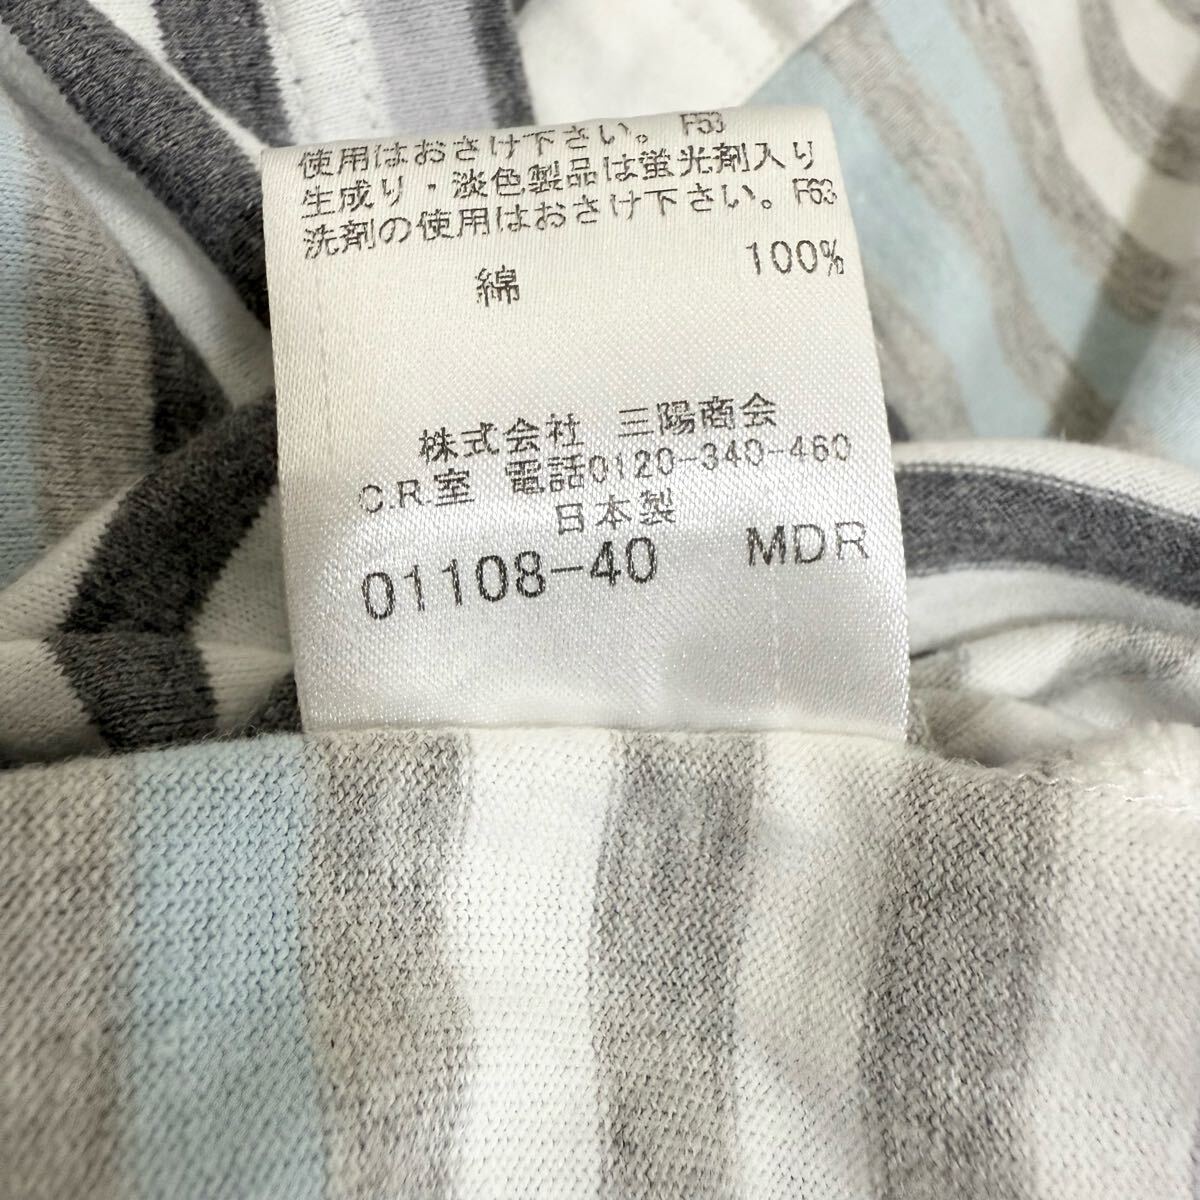 使用はおさけ下さい。 F53
生成り・淡色製品は蛍光剤入り
洗剤の使用はおさけ下さい。F63
綿 100%
株式会社 三陽商会
C.R.室 電話0120-340-460
日本製
01108-40 MDR